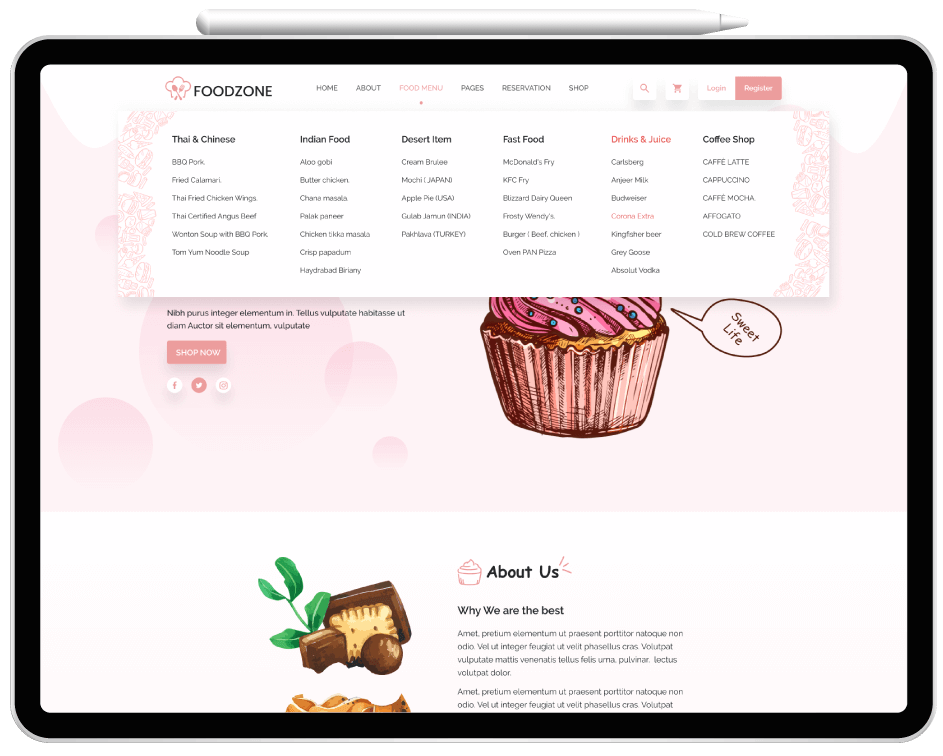 FOODZONE
HOME
ABOUT
FOOD MENU
PAGES
RESERVATION
SHOP
Login
Register
Thai & Chinese
BBQ Pork.
Fried Calamari.
Thai Fried Chicken Wings.
Thai Certified Angus Beef
Wonton Soup with BBQ Pork.
Tom Yum Noodle Soup
Indian Food
Aloo gobi
Butter chicken.
Chana masala.
Palak paneer
Chicken tikka masala
Crisp papadum
Haydrabad Biriany
Desert Item
Cream Brulee
Mochi ( JAPAN)
Apple Pie (USA)
Gulab Jamun (INDIA)
Pakhlava (TURKEY)
Fast Food
McDonald's Fry
KFC Fry
Blizzard Dairy Queen
Frosty Wendy's.
Burger ( Beef, chicken )
Oven PAN Pizza
Drinks & Juice
Carlsberg
Anjeer Milk
Budweiser
Corona Extra
Kingfisher beer
Grey Goose
Absolut Vodka
Coffee Shop
CAFFÈ LATTE
CAPPUCCINO
CAFFÈ MOCHA
AFFOGATO
COLD BREW COFFEE
Nibh purus integer elementum in. Tellus vulputate habitasse ut
diam Auctor sit elementum, vulputate
SHOP NOW
Sweet
Life
About Us
Why We are the best
Amet, pretium elementum ut praesent porttitor natoque non
odio. Vel ut integer feugiat ut velit phasellus cras. Volutpat
vulputate mattis venenatis tellus felis urna, pulvinar. lectus
volutpat dolor.
Amet, pretium elementum ut praesent porttitor natoque non
odio. Vel ut integer feugiat ut velit phasellus cras. Volutpat